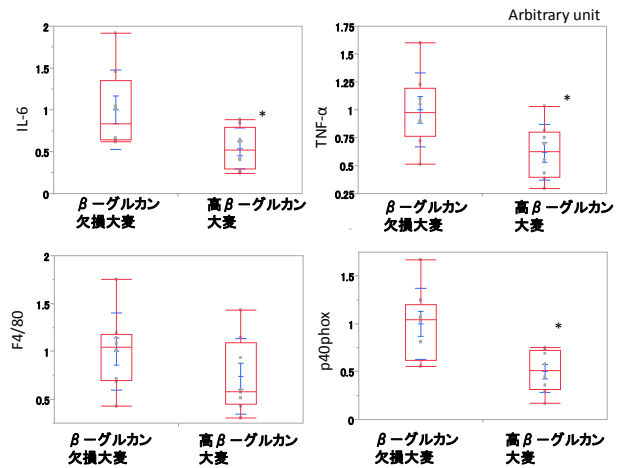 Arbitrary unit
IL-6
2
1.5
1
0.5
0
*
β－グルカン
欠損大麦
高β－グルカン
大麦
TNF-α
1.75
1.5
1.25
1
0.75
0.5
0.25
*
β－グルカン
欠損大麦
高β－グルカン
大麦
F4/80
2
1.5
1
0.5
β－グルカン
欠損大麦
高β－グルカン
大麦
p40phox
1.5
1
0.5
0
*
β－グルカン
欠損大麦
高β－グルカン
大麦